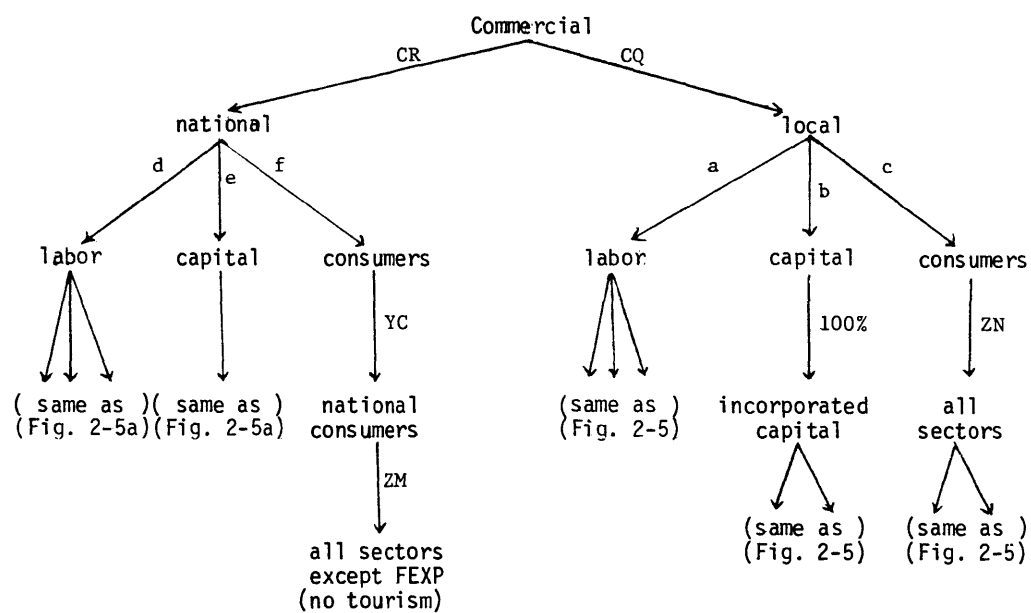 Commercial
CR CQ
national local
d e f a b c
labor capital consumers labor capital consumers
YC 100% ZN
( same as ) ( same as ) national (same as ) incorporated all
(Fig. 2-5a) (Fig. 2-5a) consumers (Fig. 2-5) capital sectors
ZM
(same as ) (same as )
(Fig. 2-5) (Fig. 2-5)
all sectors
except FEXP
(no tourism)